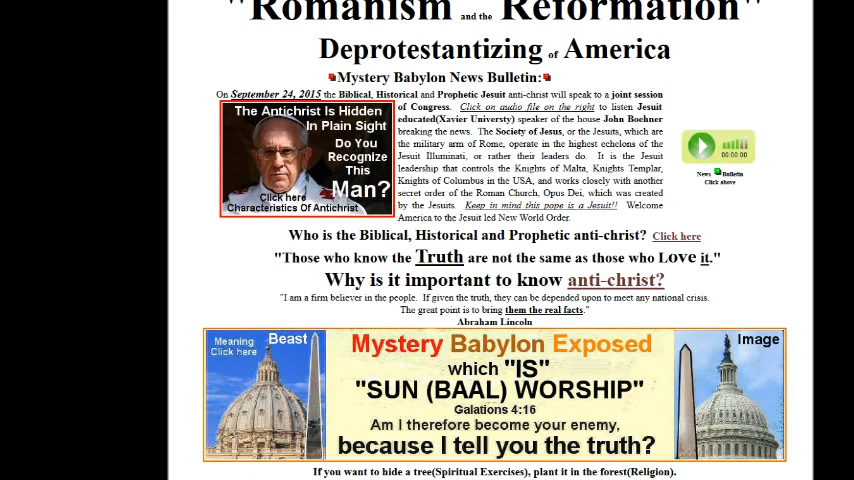 "Romanism and the Reformation"
Deprotestantizing of America
Mystery Babylon News Bulletin:
On September 24, 2015 the Biblical, Historical and Prophetic Jesuit anti-christ will speak to a joint session
of Congress. Click on audio file on the right to listen Jesuit
educated(Xavier Universty) speaker of the house John Boehner
breaking the news. The Society of Jesus, or the Jesuits, which are
the military arm of Rome, operate in the highest echelons of the
Jesuit Illuminati, or rather their leaders do. It is the Jesuit
leadership that controls the Knights of Malta, Knights Templar,
Knights of Columbus in the USA, and works closely with another
secret order of the Roman Church, Opus Dei, which was created
by the Jesuits. Keep in mind this pope is a Jesuit!! Welcome
America to the Jesuit led New World Order.
The Antichrist Is Hidden
In Plain Sight
Do You
Recognize
This
Man?
Click here
Characteristics Of Antichrist
00:00:00
News Bulletin
Click above
Who is the Biblical, Historical and Prophetic anti-christ? Click here
"Those who know the Truth are not the same as those who Love it."
Why is it important to know anti-christ?
"I am a firm believer in the people. If given the truth, they can be depended upon to meet any national crisis.
The great point is to bring them the real facts."
Abraham Lincoln
Meaning
Click here
Beast
Mystery Babylon Exposed
which "IS"
"SUN (BAAL) WORSHIP"
Galations 4:16
Am I therefore become your enemy,
because I tell you the truth?
Image
If you want to hide a tree(Spiritual Exercises), plant it in the forest(Religion).